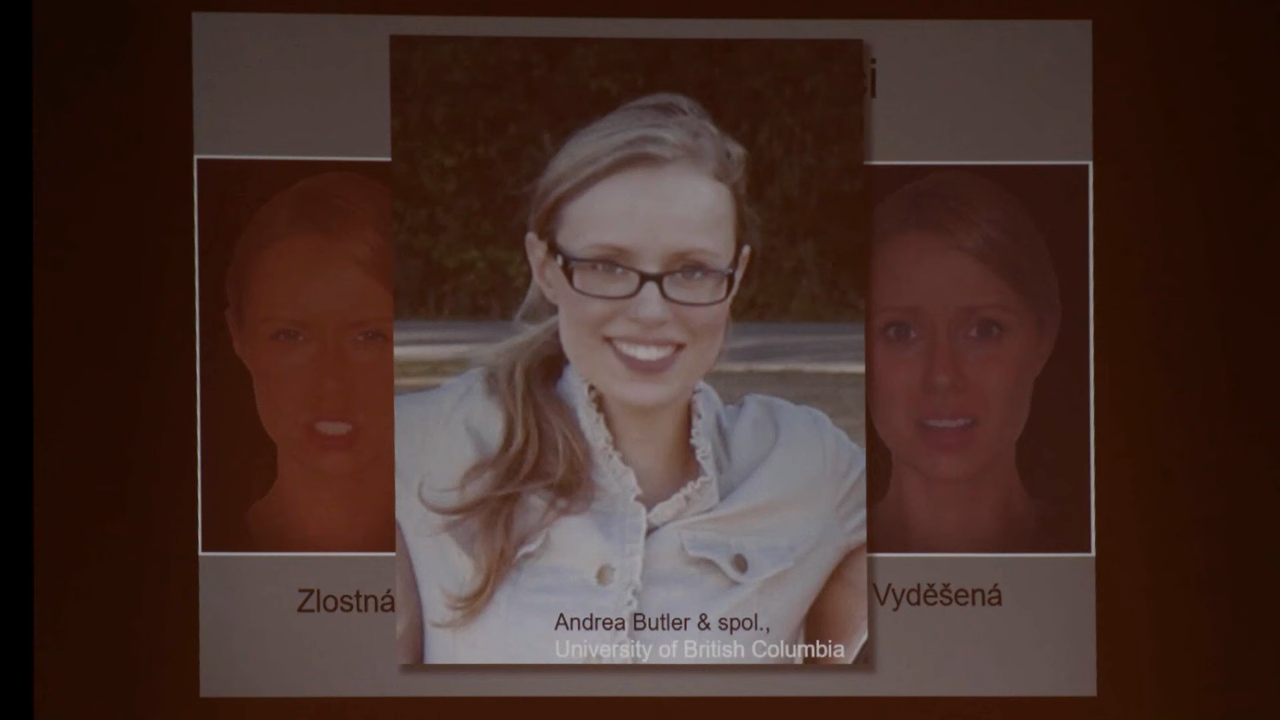 Zlostná
Vyděšená
Andrea Butler & spol.,
University of British Columbia